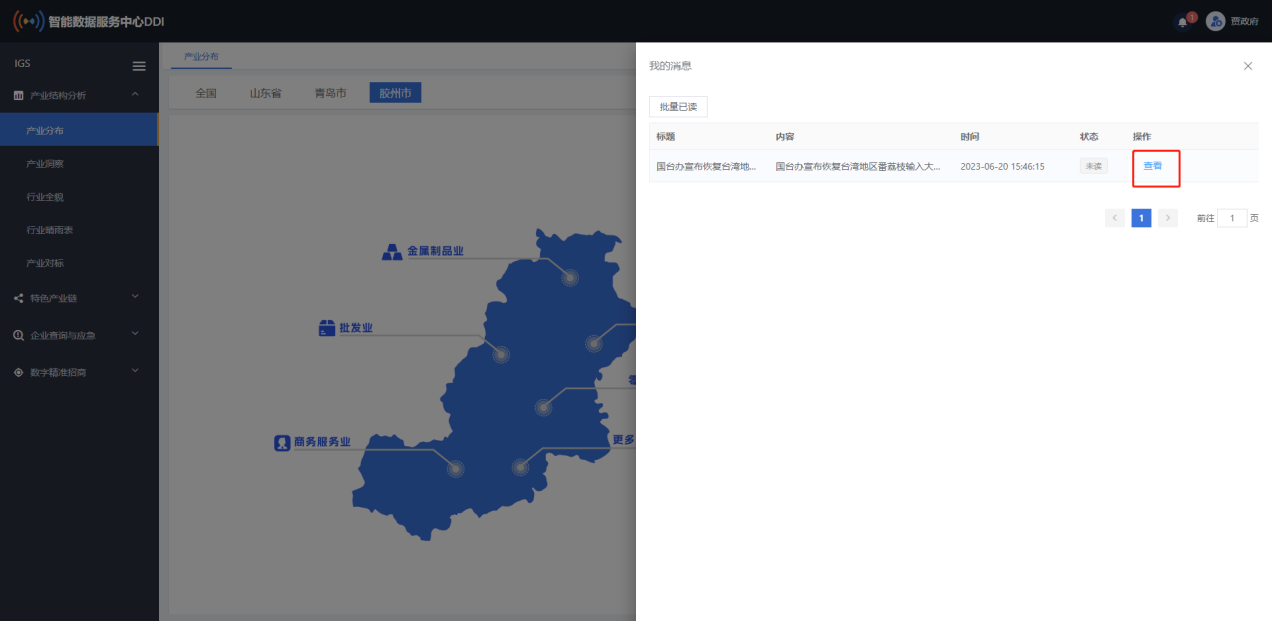 智能数据服务中心DDI
1
贾政府
IGS
产业结构分析
产业分布
产业洞察
行业全貌
行业晴雨表
产业对标
特色产业链
企业查询与应急
数字精准招商
产业分布
全国 山东省 青岛市 胶州市
金属制品业
批发业
商务服务业
更多
我的消息
批量已读
标题 内容 时间 状态 操作
国台办宣布恢复台湾地... 国台办宣布恢复台湾地区番荔枝输入大... 2023-06-20 15:46:15 未读 查看
1 前往 1 页